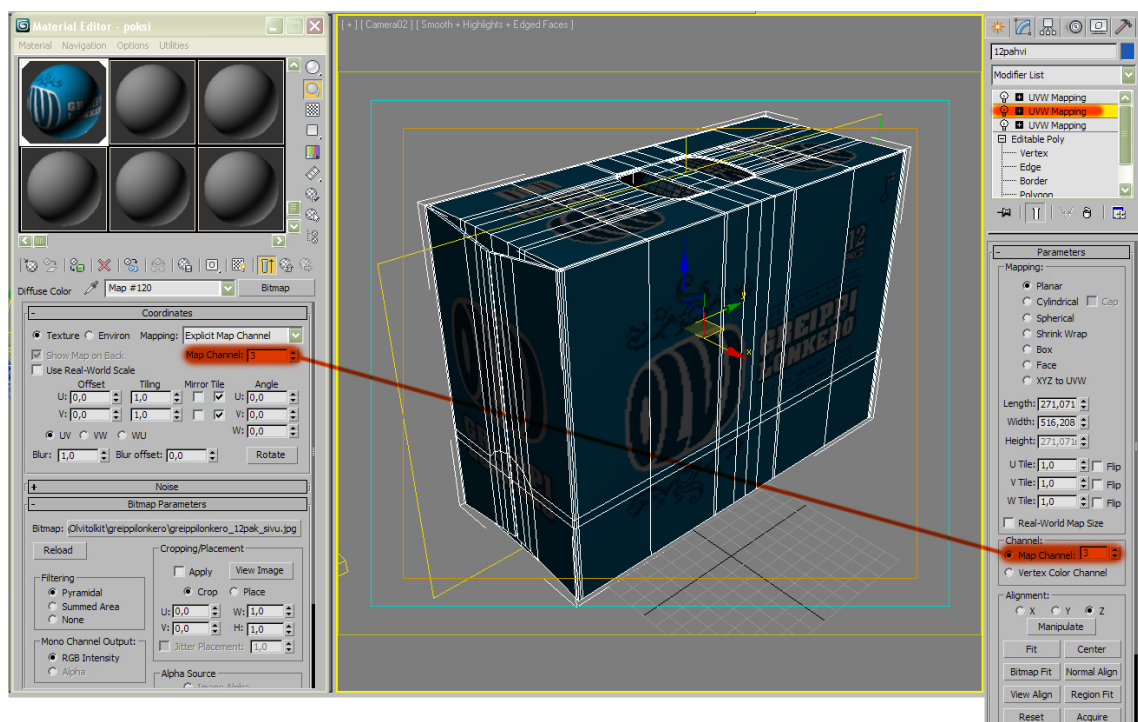 Material Editor - poksi
Material Navigation Options Utilities
Diffuse Color Map #120 Bitmap
- Coordinates
Texture Environ Mapping: Explicit Map Channel
Show Map on Back Map Channel: 3
Use Real-World Scale
Offset Tiling Mirror Tile Angle
U: 0,0 1,0 U: 0,0
V: 0,0 1,0 V: 0,0
UV VW WU W: 0,0
Blur: 1,0 Blur offset: 0,0 Rotate
+ Noise
- Bitmap Parameters
Bitmap: Olvitolkit\greippilonkero\greippilonkero_12pak_sivu.jpg
Reload
Cropping/Placement
Apply View Image
Crop Place
U: 0,0 W: 1,0
V: 0,0 H: 1,0
Jitter Placement: 1,0
Filtering
Pyramidal
Summed Area
None
Mono Channel Output:
RGB Intensity
Alpha
Alpha Source
Image Alpha
[ + ] [ Camera02 ] [ Smooth + Highlights + Edged Faces ]
GREIPPI
LONKERO
GREIPPI
LONKERO
x
y
12pahvi
Modifier List
UVW Mapping
UVW Mapping
UVW Mapping
Editable Poly
Vertex
Edge
Border
Polygon
- Parameters
Mapping:
Planar
Cylindrical Cap
Spherical
Shrink Wrap
Box
Face
XYZ to UVW
Length: 271,071
Width: 516,208
Height: 271,071
U Tile: 1,0 Flip
V Tile: 1,0 Flip
W Tile: 1,0 Flip
Real-World Map Size
Channel:
Map Channel: 3
Vertex Color Channel
Alignment:
X Y Z
Manipulate
Fit Center
Bitmap Fit Normal Align
View Align Region Fit
Reset Acquire